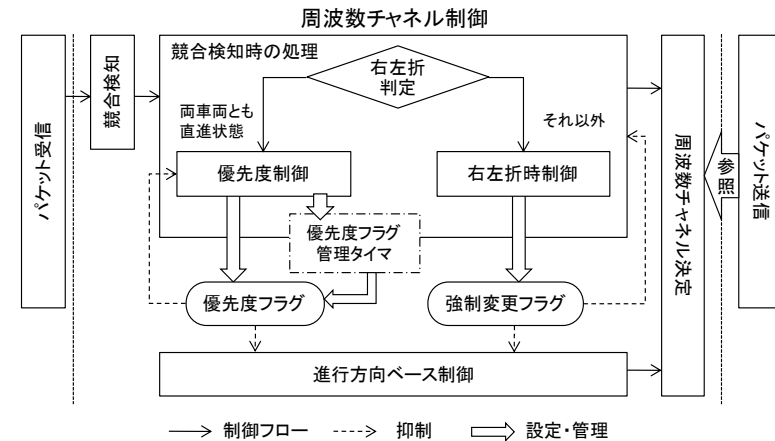 周波数チャネル制御
パケット受信
競合検知
競合検知時の処理
右左折
判定
両車両とも
直進状態
それ以外
優先度制御
右左折時制御
優先度フラグ
管理タイマ
優先度フラグ
強制変更フラグ
進行方向ベース制御
周波数チャネル決定
参照
パケット送信
制御フロー
抑制
設定・管理